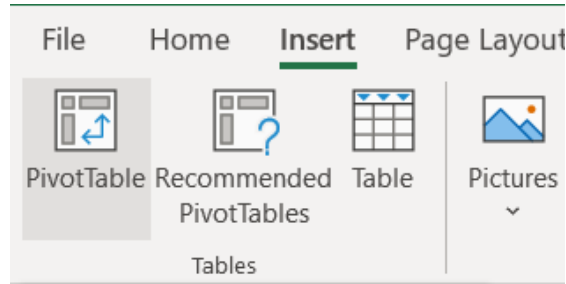 File Home Insert Page Layout
PivotTable Recommended PivotTables Table Pictures
Tables